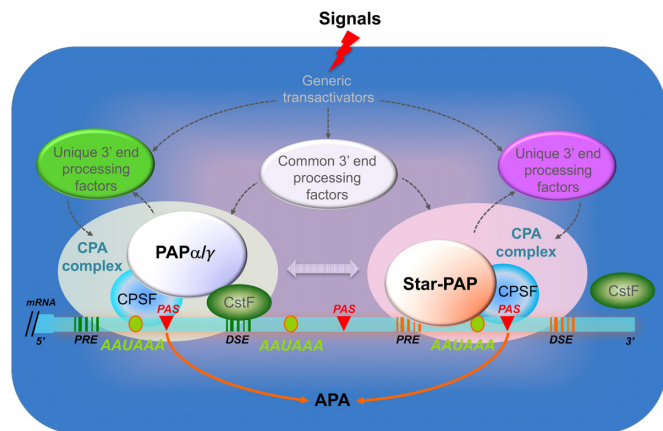 Signals
Generic
transactivators
Unique 3' end
processing
factors
Common 3' end
processing
factors
Unique 3' end
processing
factors
CPA
complex
PAPα/γ
CPSF
CstF
CPA
complex
Star-PAP
CPSF
CstF
mRNA
5'
PRE
PAS
AAUAAA
DSE
AAUAAA
PAS
PRE
AAUAAA
PAS
DSE
3'
APA